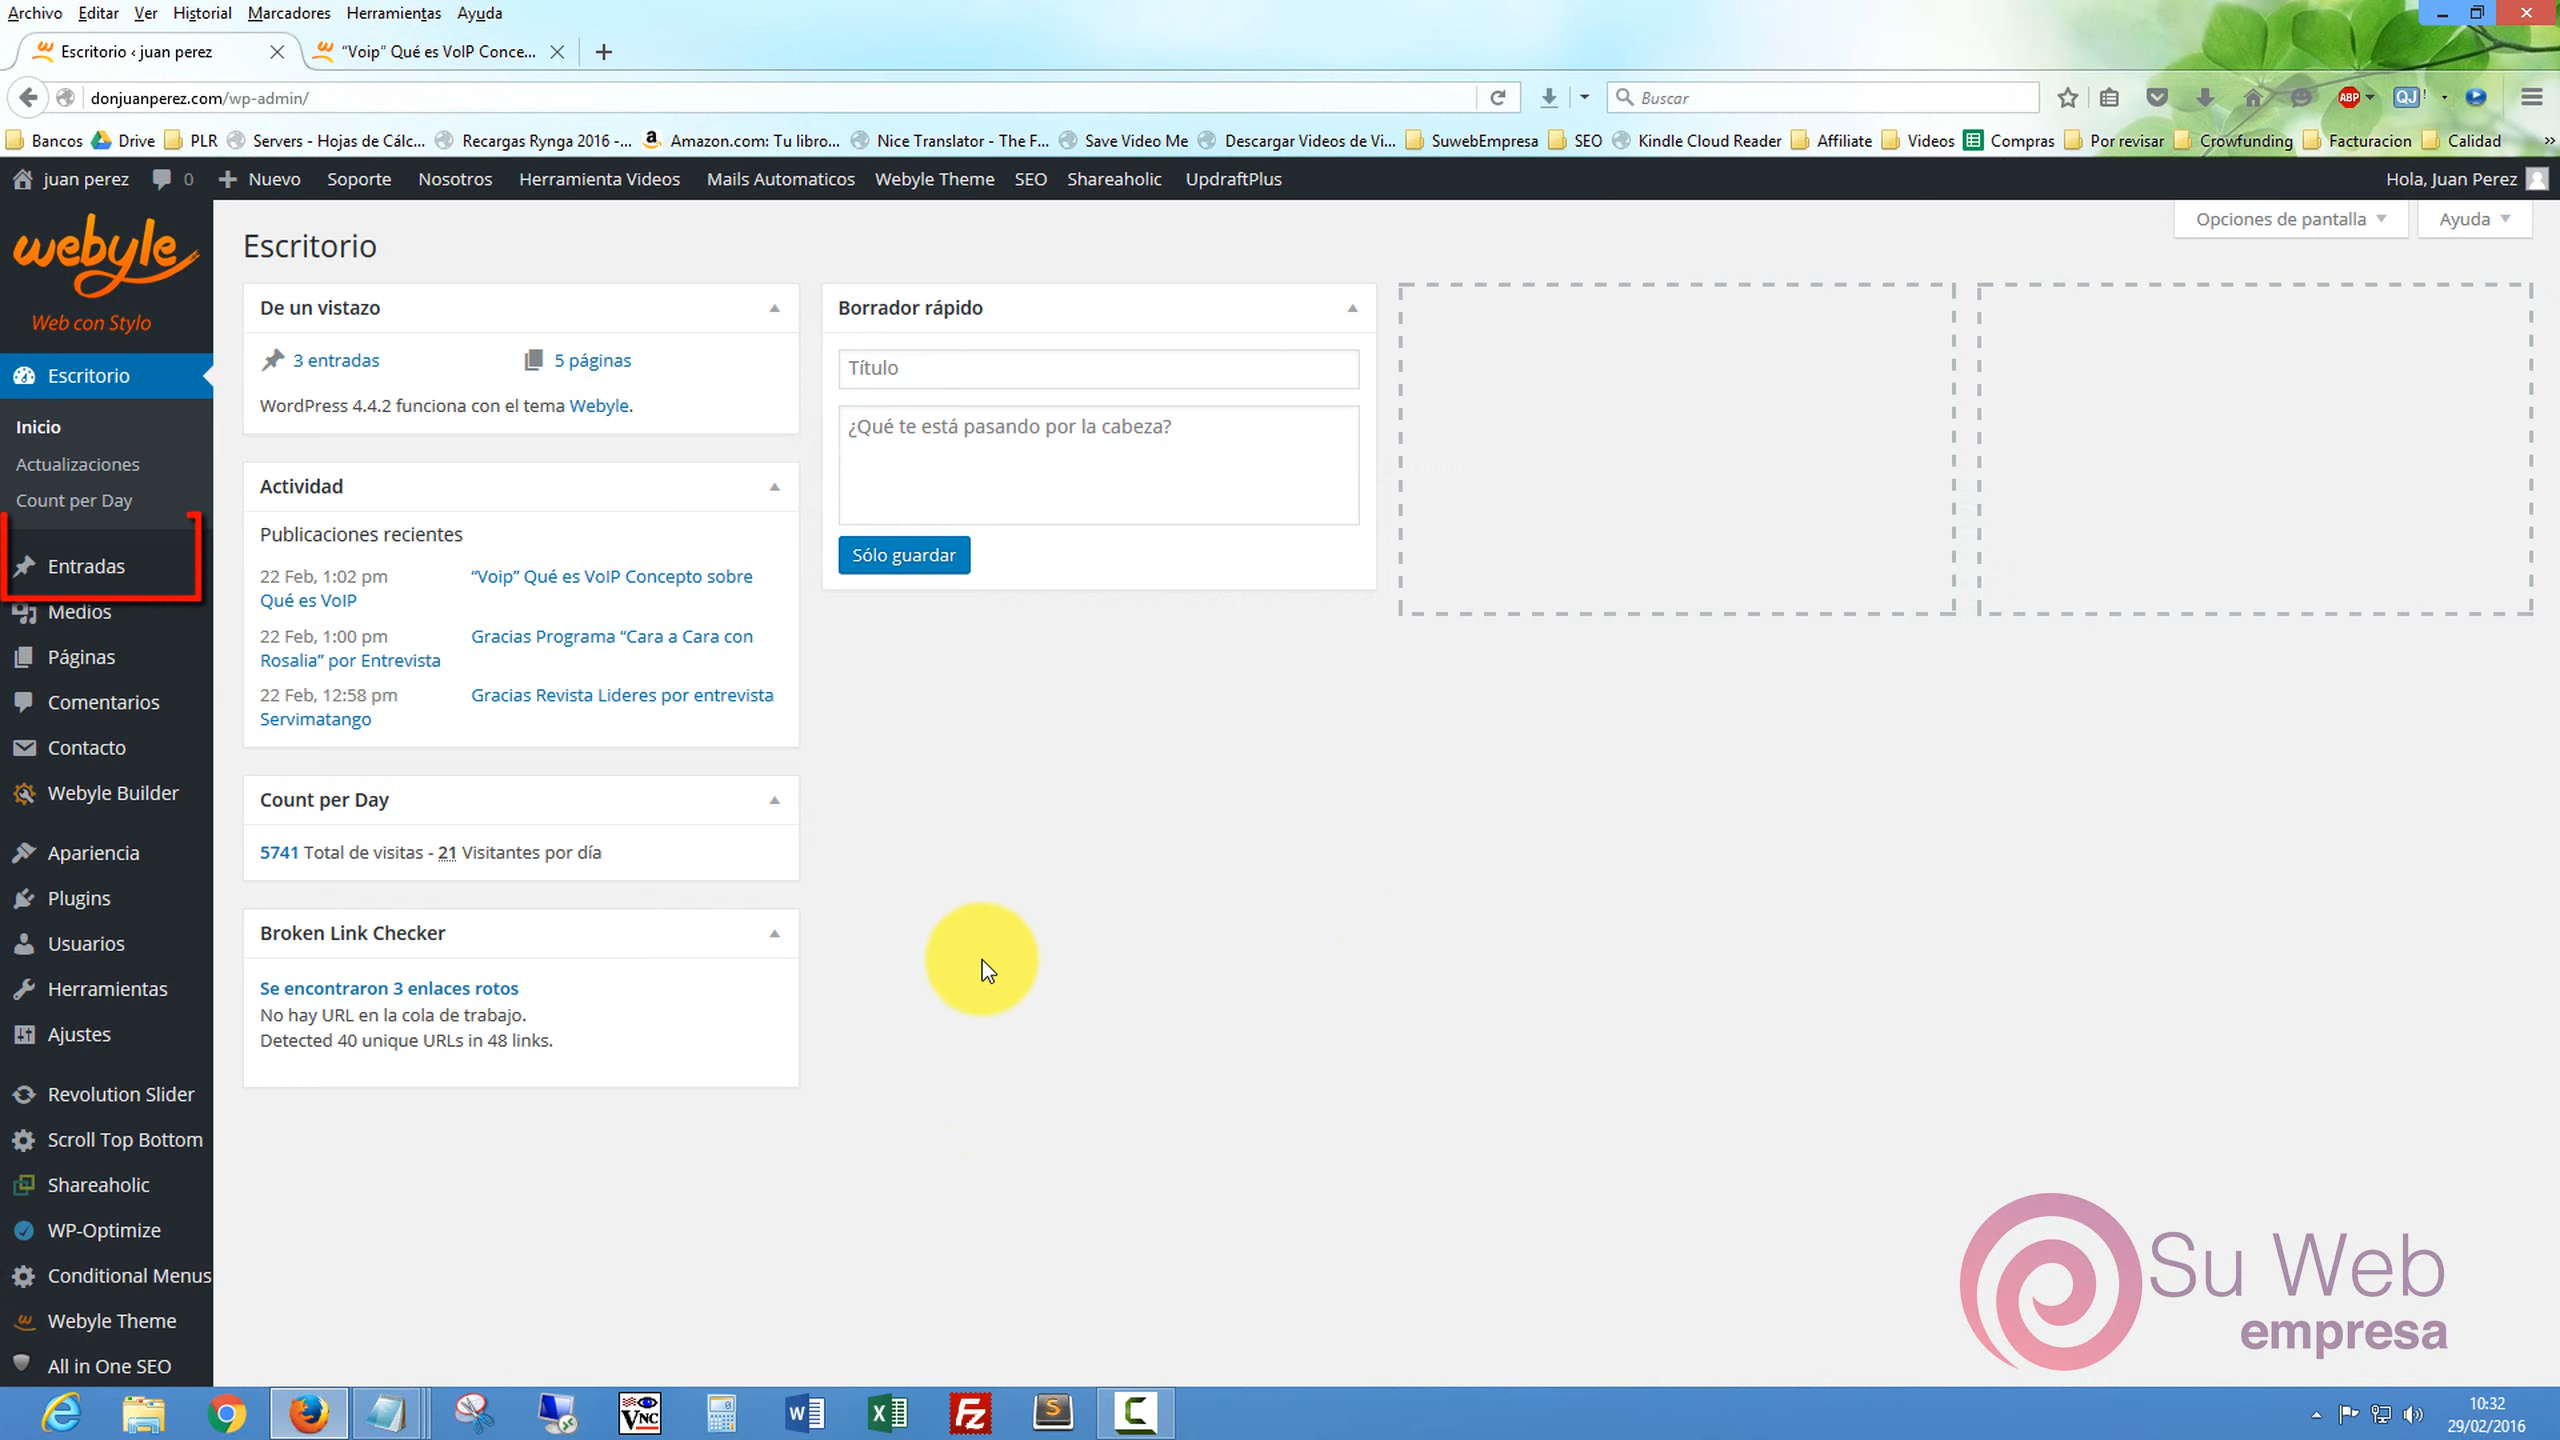 Archivo Editar Ver Historial Marcadores Herramientas Ayuda
Escritorio ‹ juan perez
“Voip” Qué es VoIP Conce...
donjuanperez.com/wp-admin/
Buscar
ABP
QJ!
Bancos Drive PLR Servers - Hojas de Cálc... Recargas Rynga 2016 -... Amazon.com: Tu libro... Nice Translator - The F... Save Video Me Descargar Videos de Vi... SuwebEmpresa SEO Kindle Cloud Reader Affiliate Videos Compras Por revisar Crowfunding Facturacion Calidad
juan perez 0 Nuevo Soporte Nosotros Herramienta Videos Mails Automaticos Webyle Theme SEO Shareaholic UpdraftPlus Hola, Juan Perez
webyle
Web con Stylo
Escritorio
Inicio
Actualizaciones
Count per Day
Entradas
Medios
Páginas
Comentarios
Contacto
Webyle Builder
Apariencia
Plugins
Usuarios
Herramientas
Ajustes
Revolution Slider
Scroll Top Bottom
Shareaholic
WP-Optimize
Conditional Menus
Webyle Theme
All in One SEO
Opciones de pantalla Ayuda
Escritorio
De un vistazo
3 entradas 5 páginas
WordPress 4.4.2 funciona con el tema Webyle.
Actividad
Publicaciones recientes
22 Feb, 1:02 pm “Voip” Qué es VoIP Concepto sobre
Qué es VoIP
22 Feb, 1:00 pm Gracias Programa “Cara a Cara con
Rosalia” por Entrevista
22 Feb, 12:58 pm Gracias Revista Lideres por entrevista
Servimatango
Count per Day
5741 Total de visitas - 21 Visitantes por día
Broken Link Checker
Se encontraron 3 enlaces rotos
No hay URL en la cola de trabajo.
Detected 40 unique URLs in 48 links.
Borrador rápido
Título
¿Qué te está pasando por la cabeza?
Sólo guardar
Su Web
empresa
VNC
10:32
29/02/2016